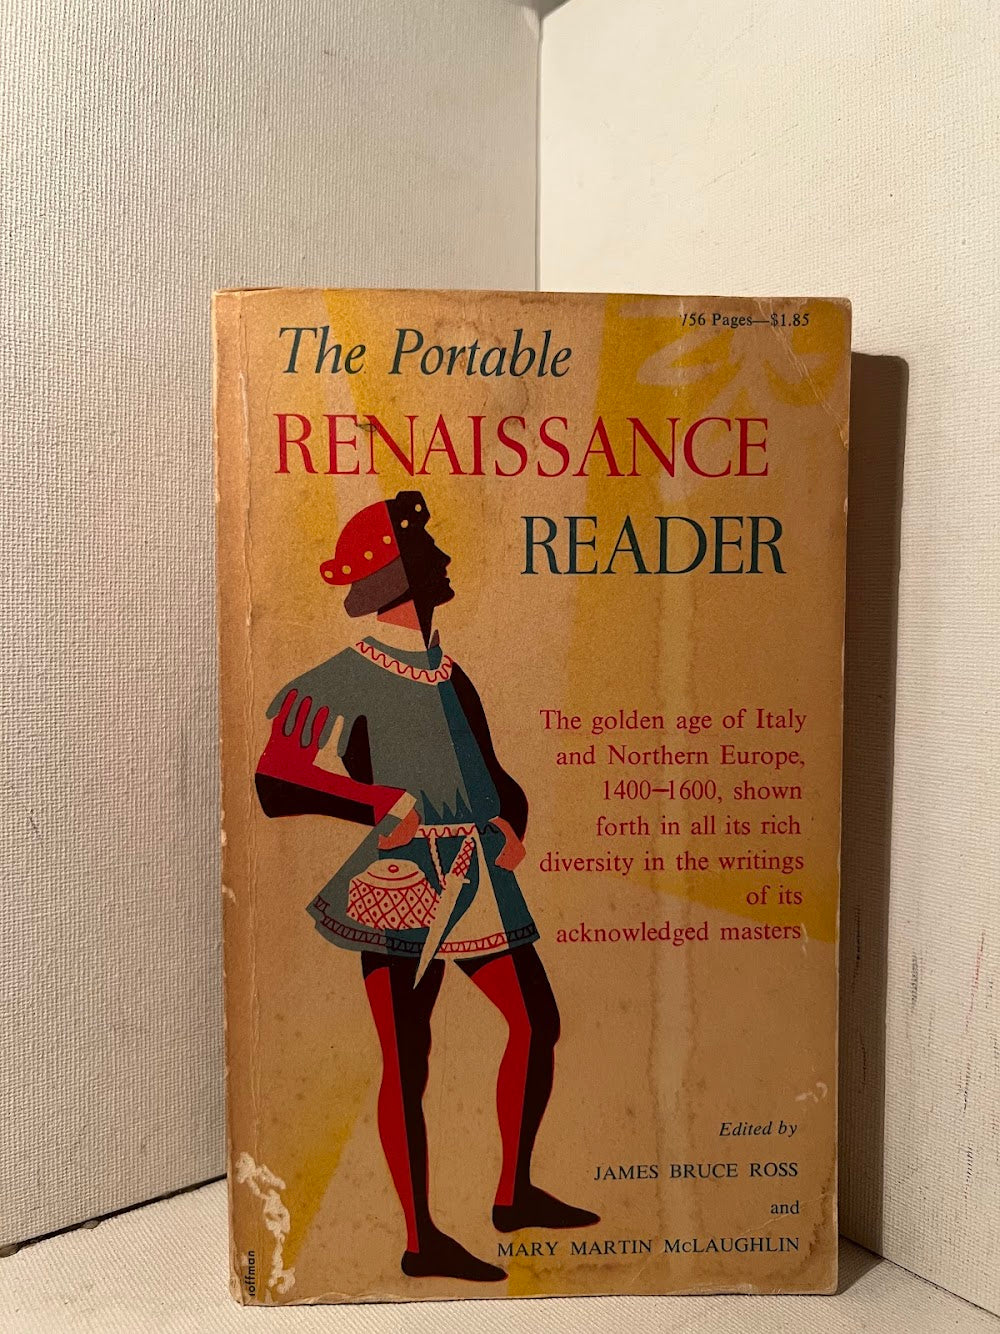 756 Pages—$1.85
The Portable
RENAISSANCE
READER
The golden age of Italy
and Northern Europe,
1400–1600, shown
forth in all its rich
diversity in the writings
of its
acknowledged masters
Edited by
JAMES BRUCE ROSS
and
MARY MARTIN McLAUGHLIN